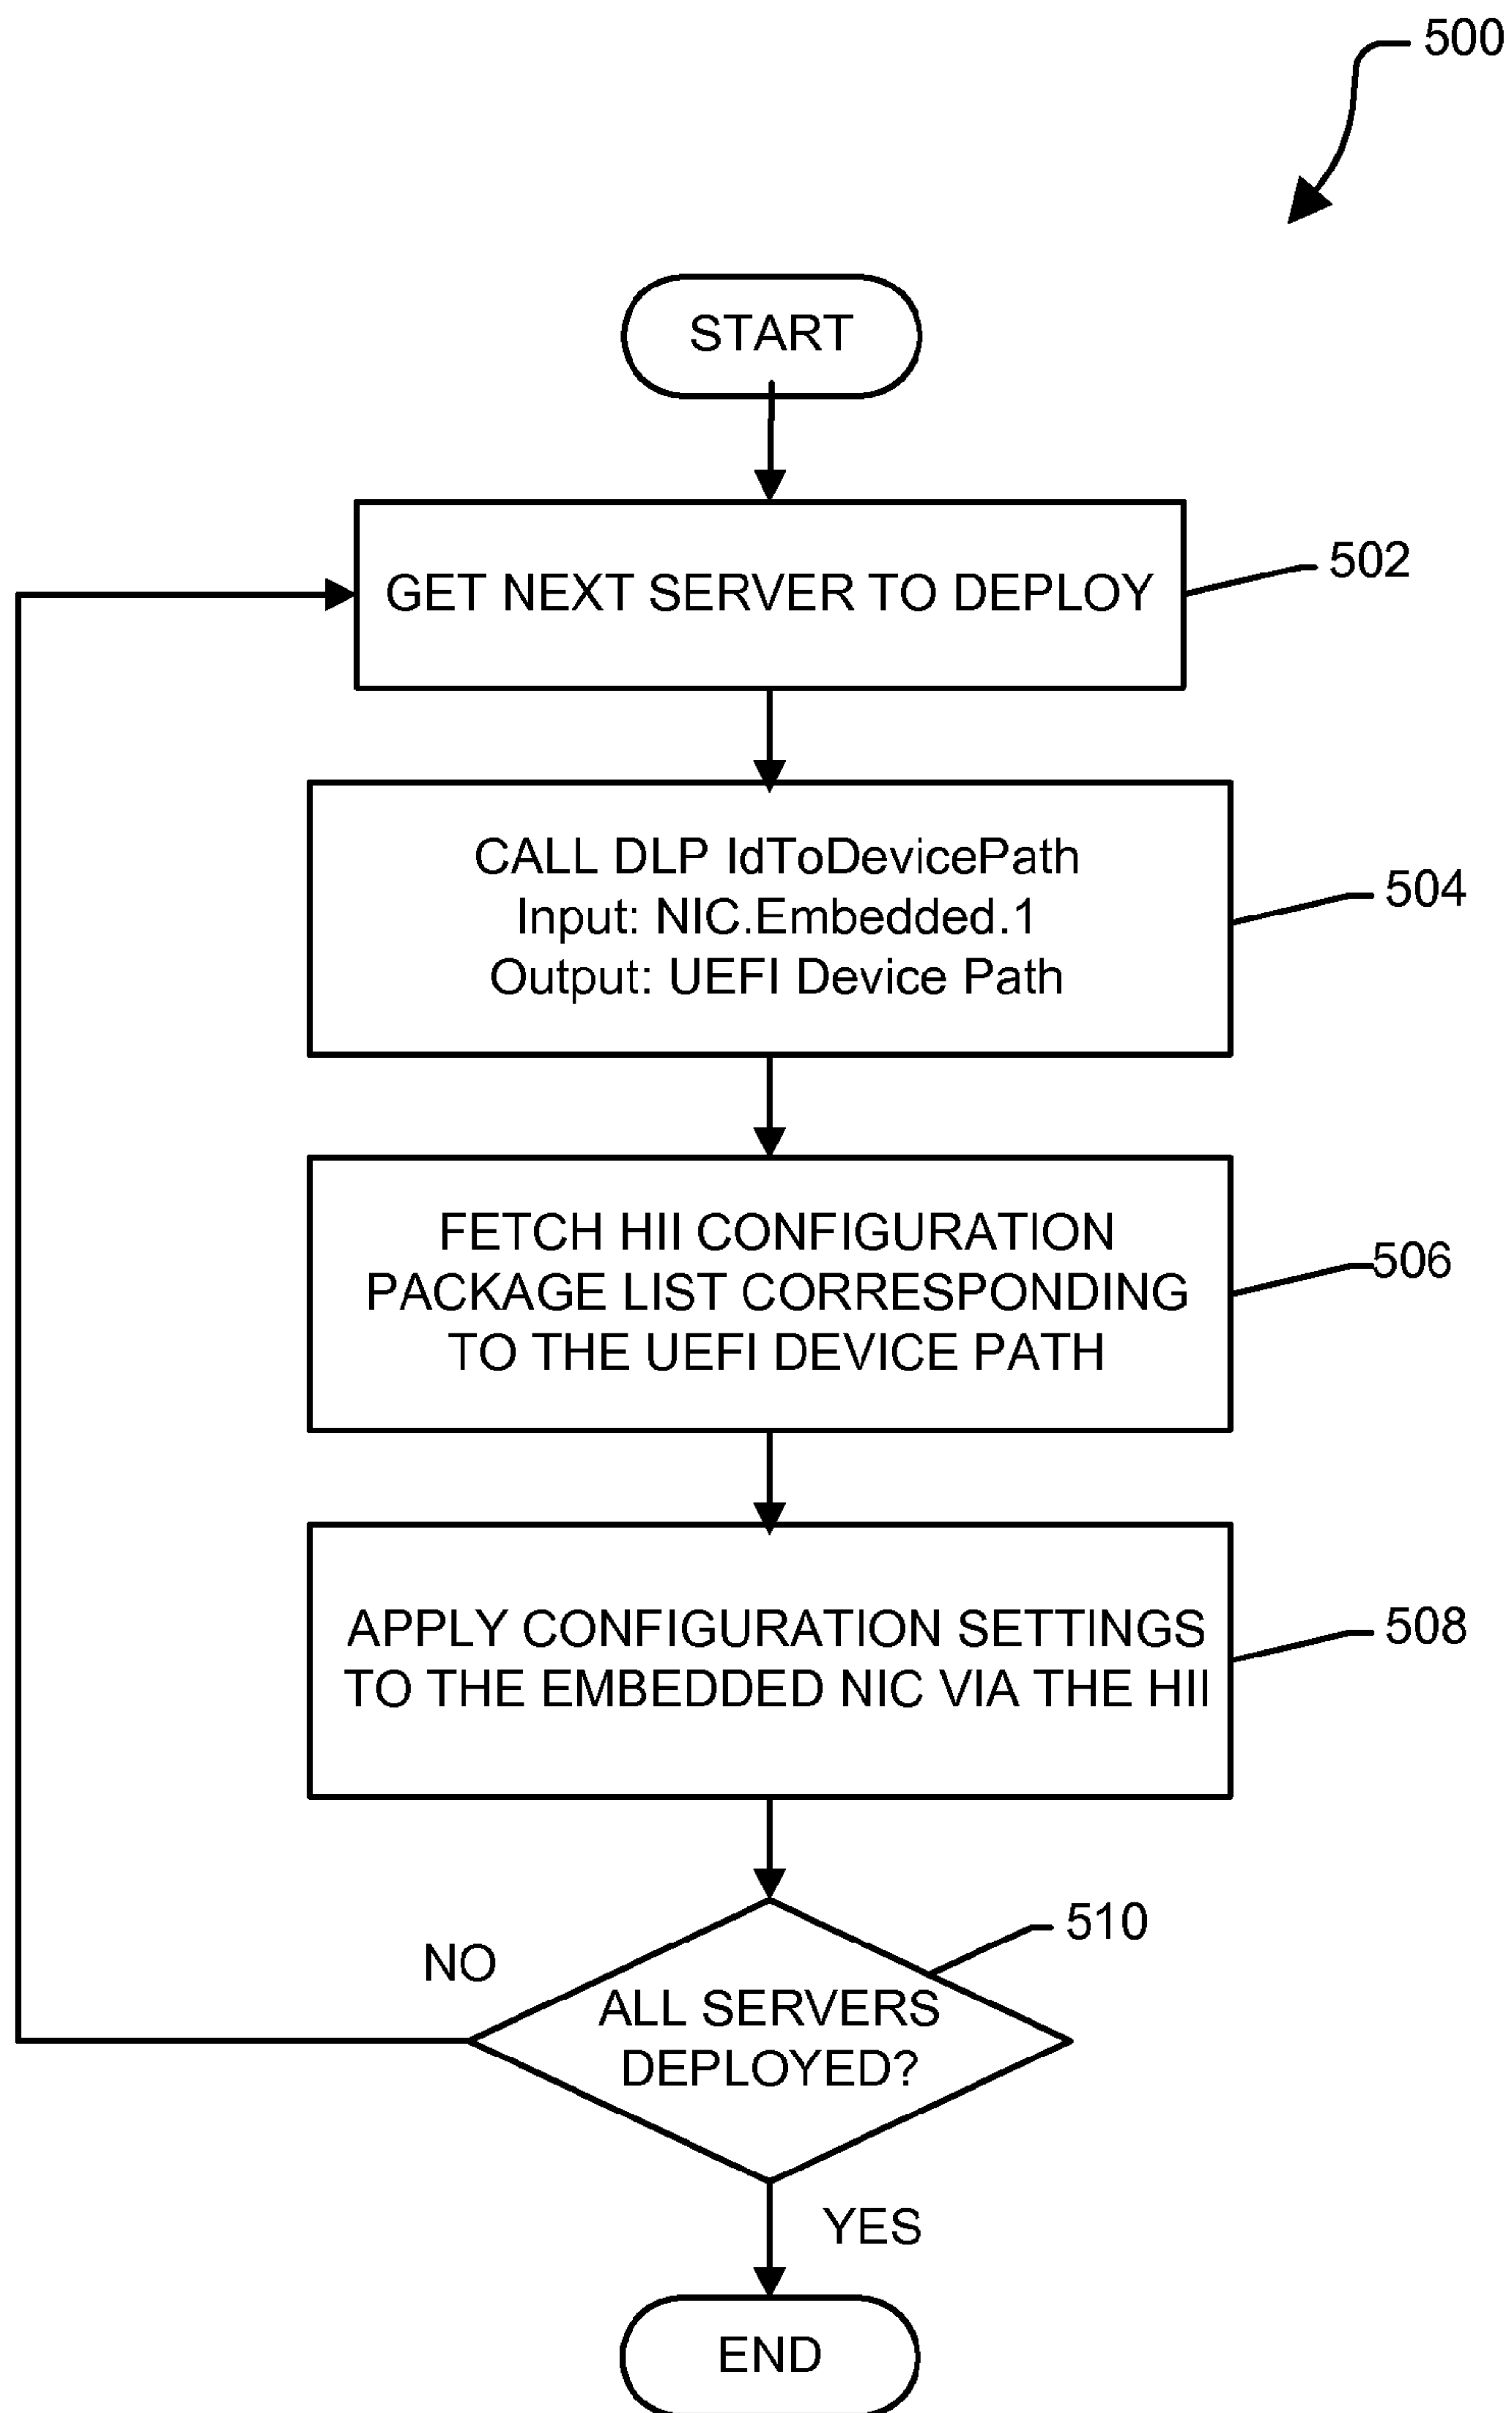 500
START
GET NEXT SERVER TO DEPLOY
502
CALL DLP IdToDevicePath
Input: NIC.Embedded.1
Output: UEFI Device Path
504
FETCH HII CONFIGURATION
PACKAGE LIST CORRESPONDING
TO THE UEFI DEVICE PATH
506
APPLY CONFIGURATION SETTINGS
TO THE EMBEDDED NIC VIA THE HII
508
510
NO
ALL SERVERS
DEPLOYED?
YES
END